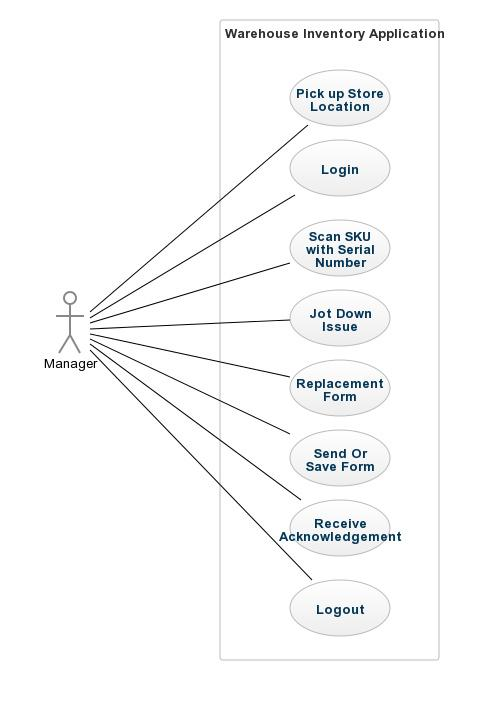 Warehouse Inventory Application
Pick up Store
Location
Login
Scan SKU
with Serial
Number
Jot Down
Issue
Manager
Replacement
Form
Send Or
Save Form
Receive
Acknowledgement
Logout